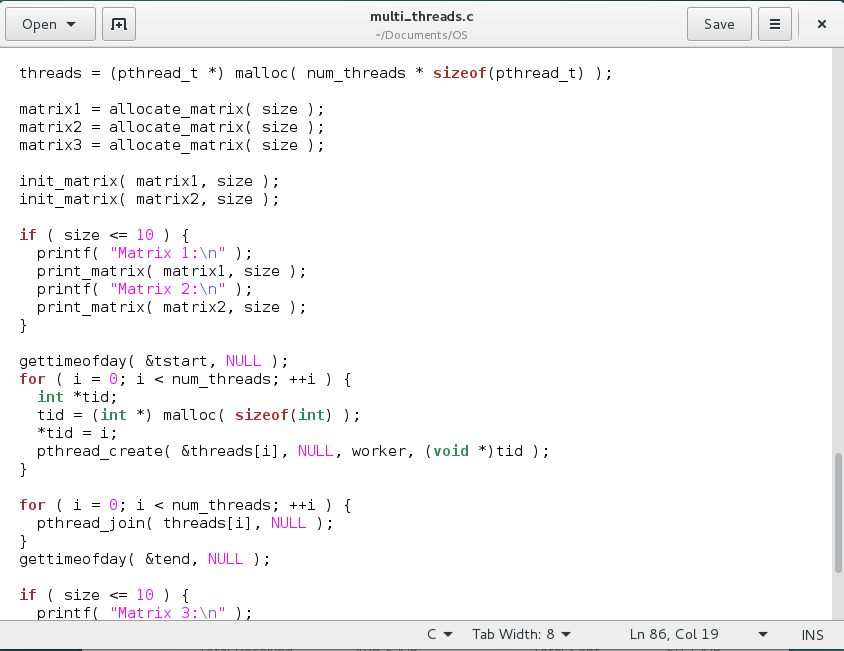 Open
multi_threads.c
~/Documents/OS
Save
threads = (pthread_t *) malloc( num_threads * sizeof(pthread_t) );
matrix1 = allocate_matrix( size );
matrix2 = allocate_matrix( size );
matrix3 = allocate_matrix( size );
init_matrix( matrix1, size );
init_matrix( matrix2, size );
if ( size <= 10 ) {
  printf( "Matrix 1:\n" );
  print_matrix( matrix1, size );
  printf( "Matrix 2:\n" );
  print_matrix( matrix2, size );
}
gettimeofday( &tstart, NULL );
for ( i = 0; i < num_threads; ++i ) {
  int *tid;
  tid = (int *) malloc( sizeof(int) );
  *tid = i;
  pthread_create( &threads[i], NULL, worker, (void *)tid );
}
for ( i = 0; i < num_threads; ++i ) {
  pthread_join( threads[i], NULL );
}
gettimeofday( &tend, NULL );
if ( size <= 10 ) {
  printf( "Matrix 3:\n" );
C
Tab Width: 8
Ln 86, Col 19
INS